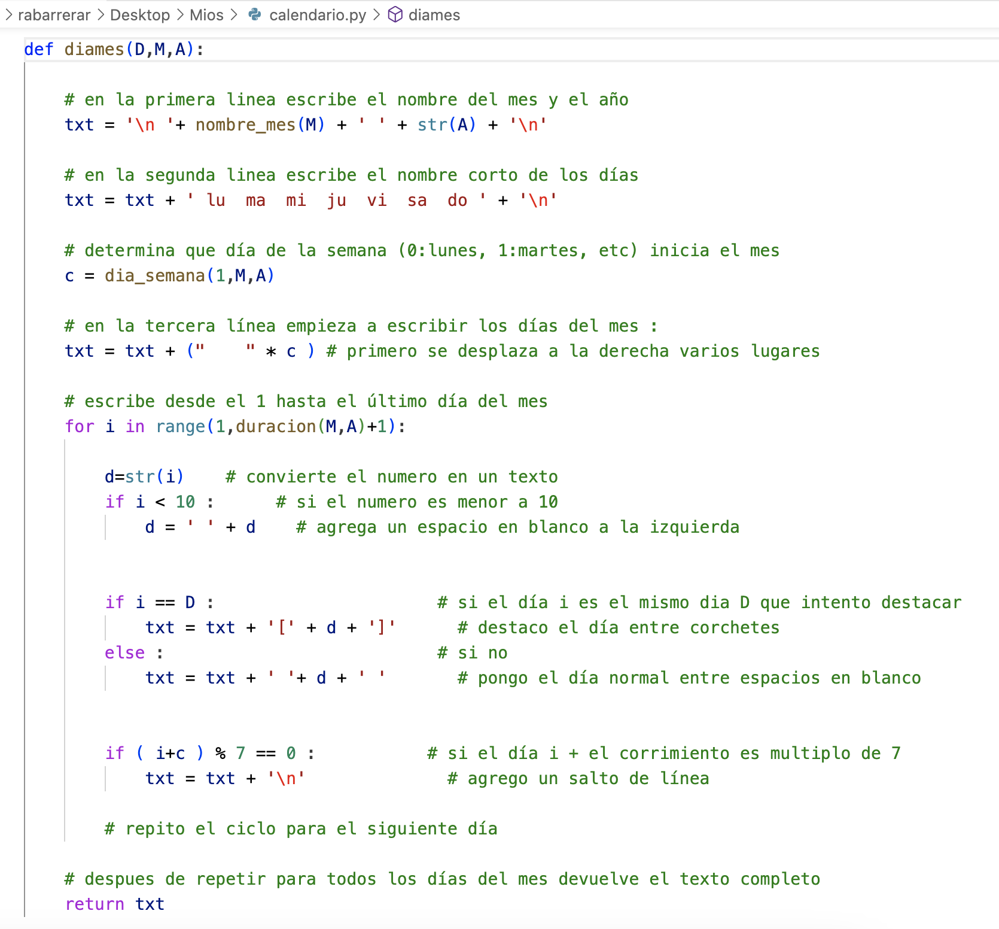 > rabarrerar > Desktop > Mios > calendario.py > diames
def diames(D,M,A):
# en la primera linea escribe el nombre del mes y el año
txt = '\n '+ nombre_mes(M) + ' ' + str(A) + '\n'
# en la segunda linea escribe el nombre corto de los días
txt = txt + ' lu  ma  mi  ju  vi  sa  do ' + '\n'
# determina que día de la semana (0:lunes, 1:martes, etc) inicia el mes
c = dia_semana(1,M,A)
# en la tercera línea empieza a escribir los días del mes :
txt = txt + ("    " * c ) # primero se desplaza a la derecha varios lugares
# escribe desde el 1 hasta el último día del mes
for i in range(1,duracion(M,A)+1):
d=str(i)    # convierte el numero en un texto
if i < 10 :      # si el numero es menor a 10
d = ' ' + d    # agrega un espacio en blanco a la izquierda
if i == D :                      # si el día i es el mismo dia D que intento destacar
txt = txt + '[' + d + ']'      # destaco el día entre corchetes
else :                           # si no
txt = txt + ' '+ d + ' '       # pongo el día normal entre espacios en blanco
if ( i+c ) % 7 == 0 :           # si el día i + el corrimiento es multiplo de 7
txt = txt + '\n'              # agrego un salto de línea
# repito el ciclo para el siguiente día
# despues de repetir para todos los días del mes devuelve el texto completo
return txt